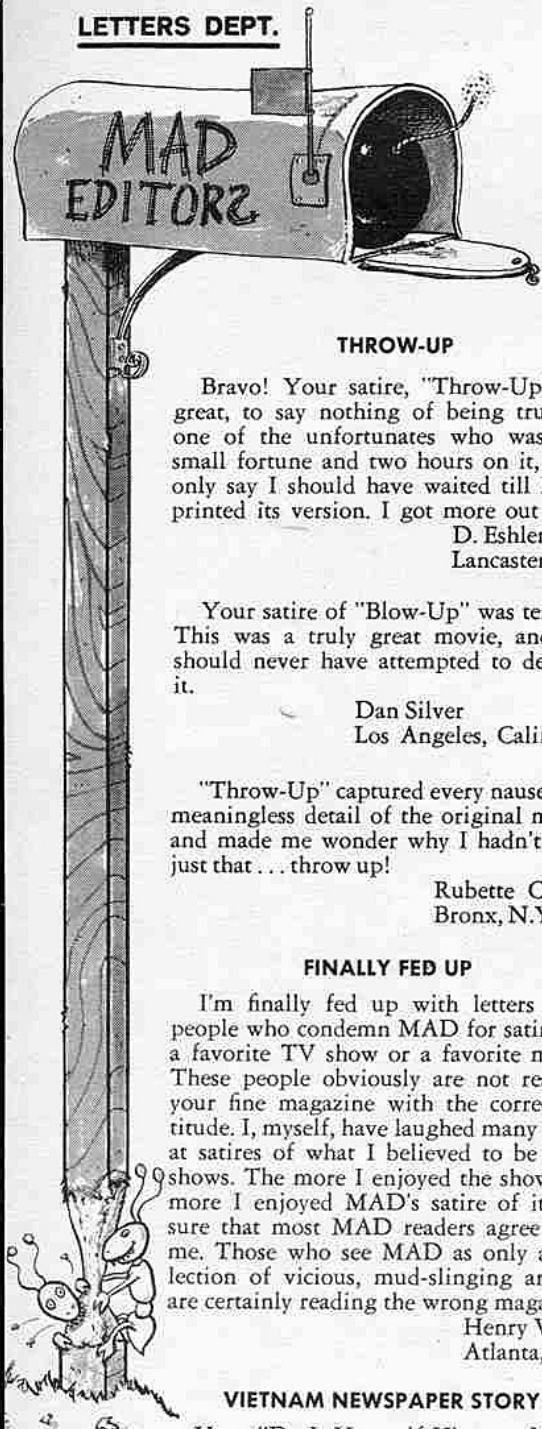 LETTERS DEPT.
MAD
EDITORS
THROW-UP
Bravo! Your satire, "Throw-Up
great, to say nothing of being tru
one of the unfortunates who was
small fortune and two hours on it,
only say I should have waited till
printed its version. I got more out
D. Eshler
Lancaster
Your satire of "Blow-Up" was te
This was a truly great movie, and
should never have attempted to de
it.
Dan Silver
Los Angeles, Cali
"Throw-Up" captured every nause
meaningless detail of the original m
and made me wonder why I hadn't
just that . . . throw up!
Rubette C
Bronx, N.Y
FINALLY FED UP
I'm finally fed up with letters
people who condemn MAD for satir
a favorite TV show or a favorite m
These people obviously are not re
your fine magazine with the corre
titude. I, myself, have laughed many
at satires of what I believed to be
shows. The more I enjoyed the show
more I enjoyed MAD's satire of it
sure that most MAD readers agree
me. Those who see MAD as only a
lection of vicious, mud-slinging ar
are certainly reading the wrong maga
Henry V
Atlanta,
VIETNAM NEWSPAPER STORY